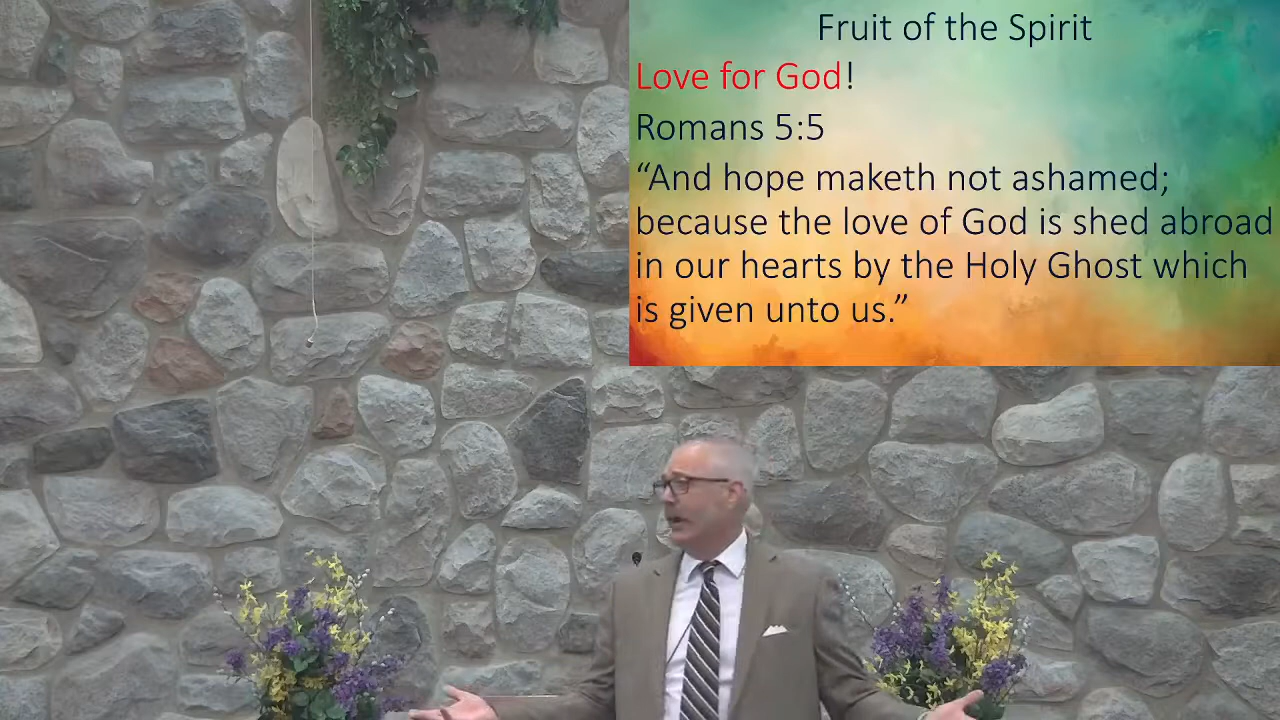 Fruit of the Spirit
Love for God!
Romans 5:5
“And hope maketh not ashamed;
because the love of God is shed abroad
in our hearts by the Holy Ghost which
is given unto us.”